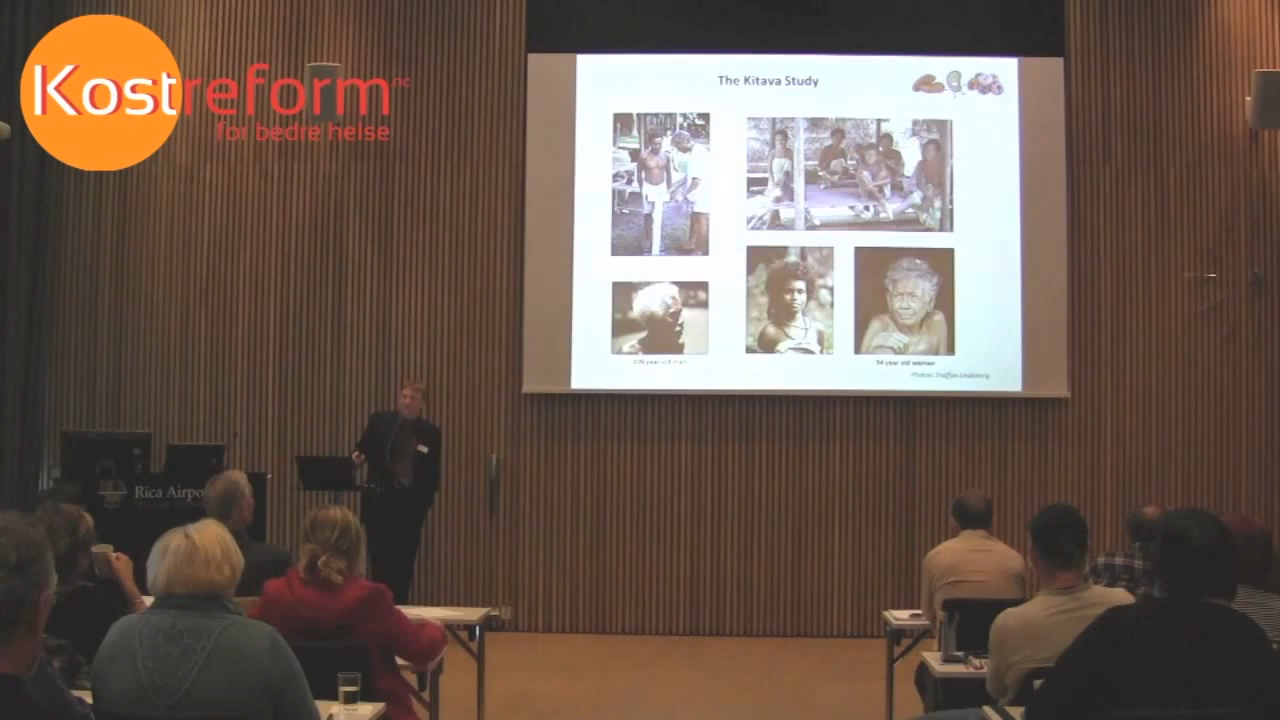 Kostreform
for bedre helse
The Kitava Study
94 year old woman
Photos: Staffan Lindeberg
Rica Airpo